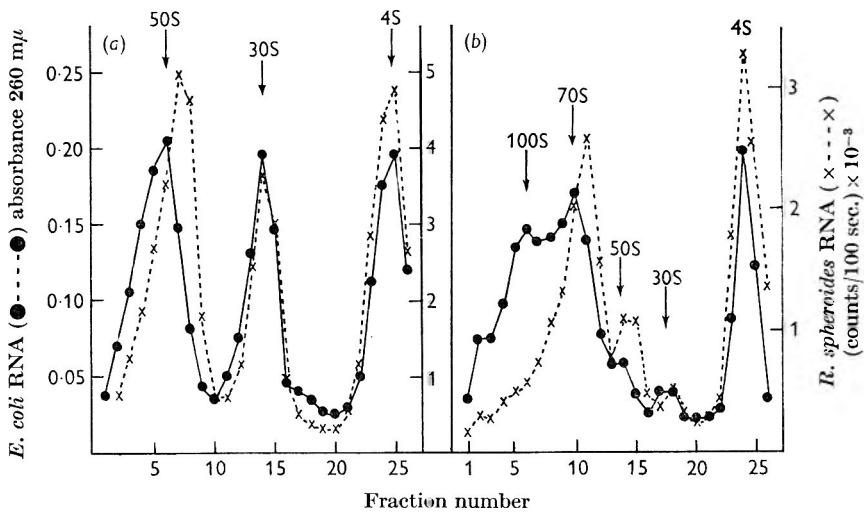 E. coli RNA (●---●) absorbance 260 mμ
(a)
50S
30S
4S
0·25
0·20
0·15
0·10
0·05
5
4
3
2
1
5
10
15
20
25
(b)
100S
70S
50S
30S
4S
3
2
1
1
5
10
15
20
25
R. spheroides RNA (×---×)
(counts/100 sec.) × 10⁻³
Fraction number